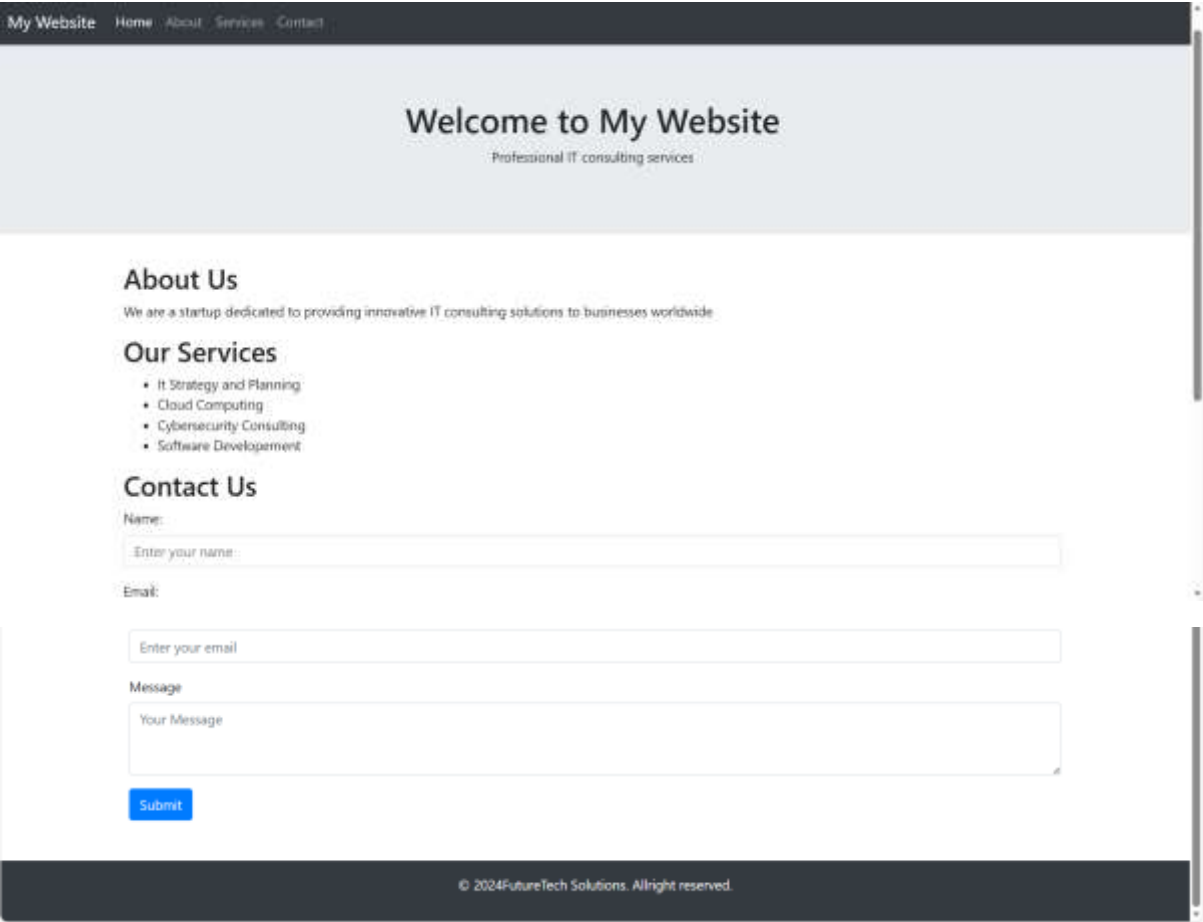 My Website Home About Services Contact
Welcome to My Website
Professional IT consulting services
About Us
We are a startup dedicated to providing innovative IT consulting solutions to businesses worldwide
Our Services
It Strategy and Planning
Cloud Computing
Cybersecurity Consulting
Software Developement
Contact Us
Name:
Enter your name
Email:
Enter your email
Message
Your Message
Submit
© 2024FutureTech Solutions. Allright reserved.